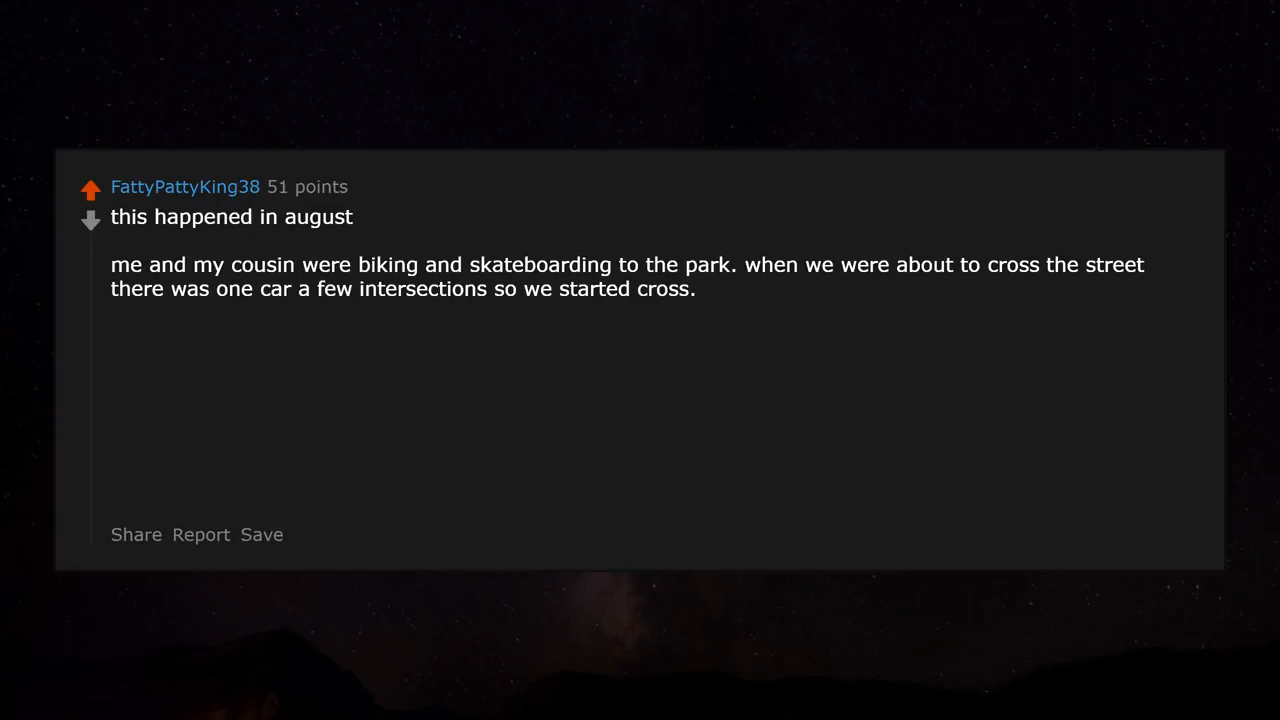 FattyPattyKing38 51 points
this happened in august
me and my cousin were biking and skateboarding to the park. when we were about to cross the street
there was one car a few intersections so we started cross.
Share Report Save